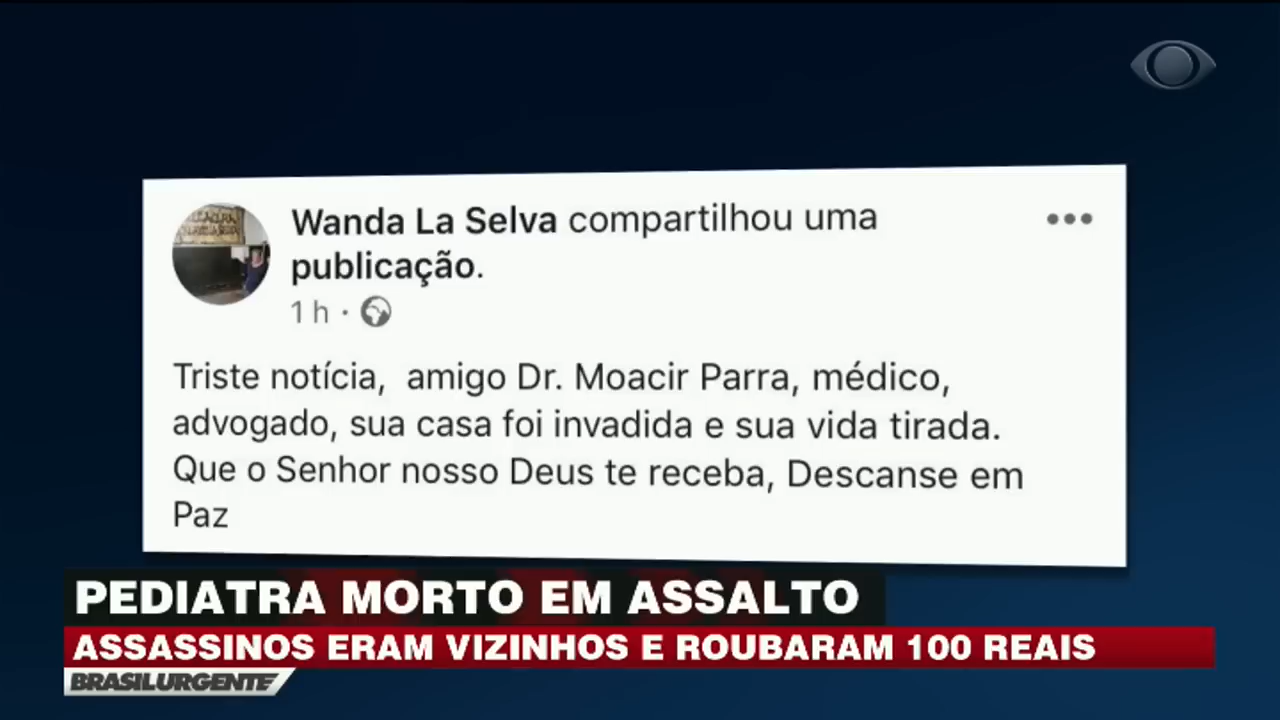 Wanda La Selva compartilhou uma
publicação.
1 h ·
Triste notícia, amigo Dr. Moacir Parra, médico,
advogado, sua casa foi invadida e sua vida tirada.
Que o Senhor nosso Deus te receba, Descanse em
Paz
PEDIATRA MORTO EM ASSALTO
ASSASSINOS ERAM VIZINHOS E ROUBARAM 100 REAIS
BRASILURGENTE